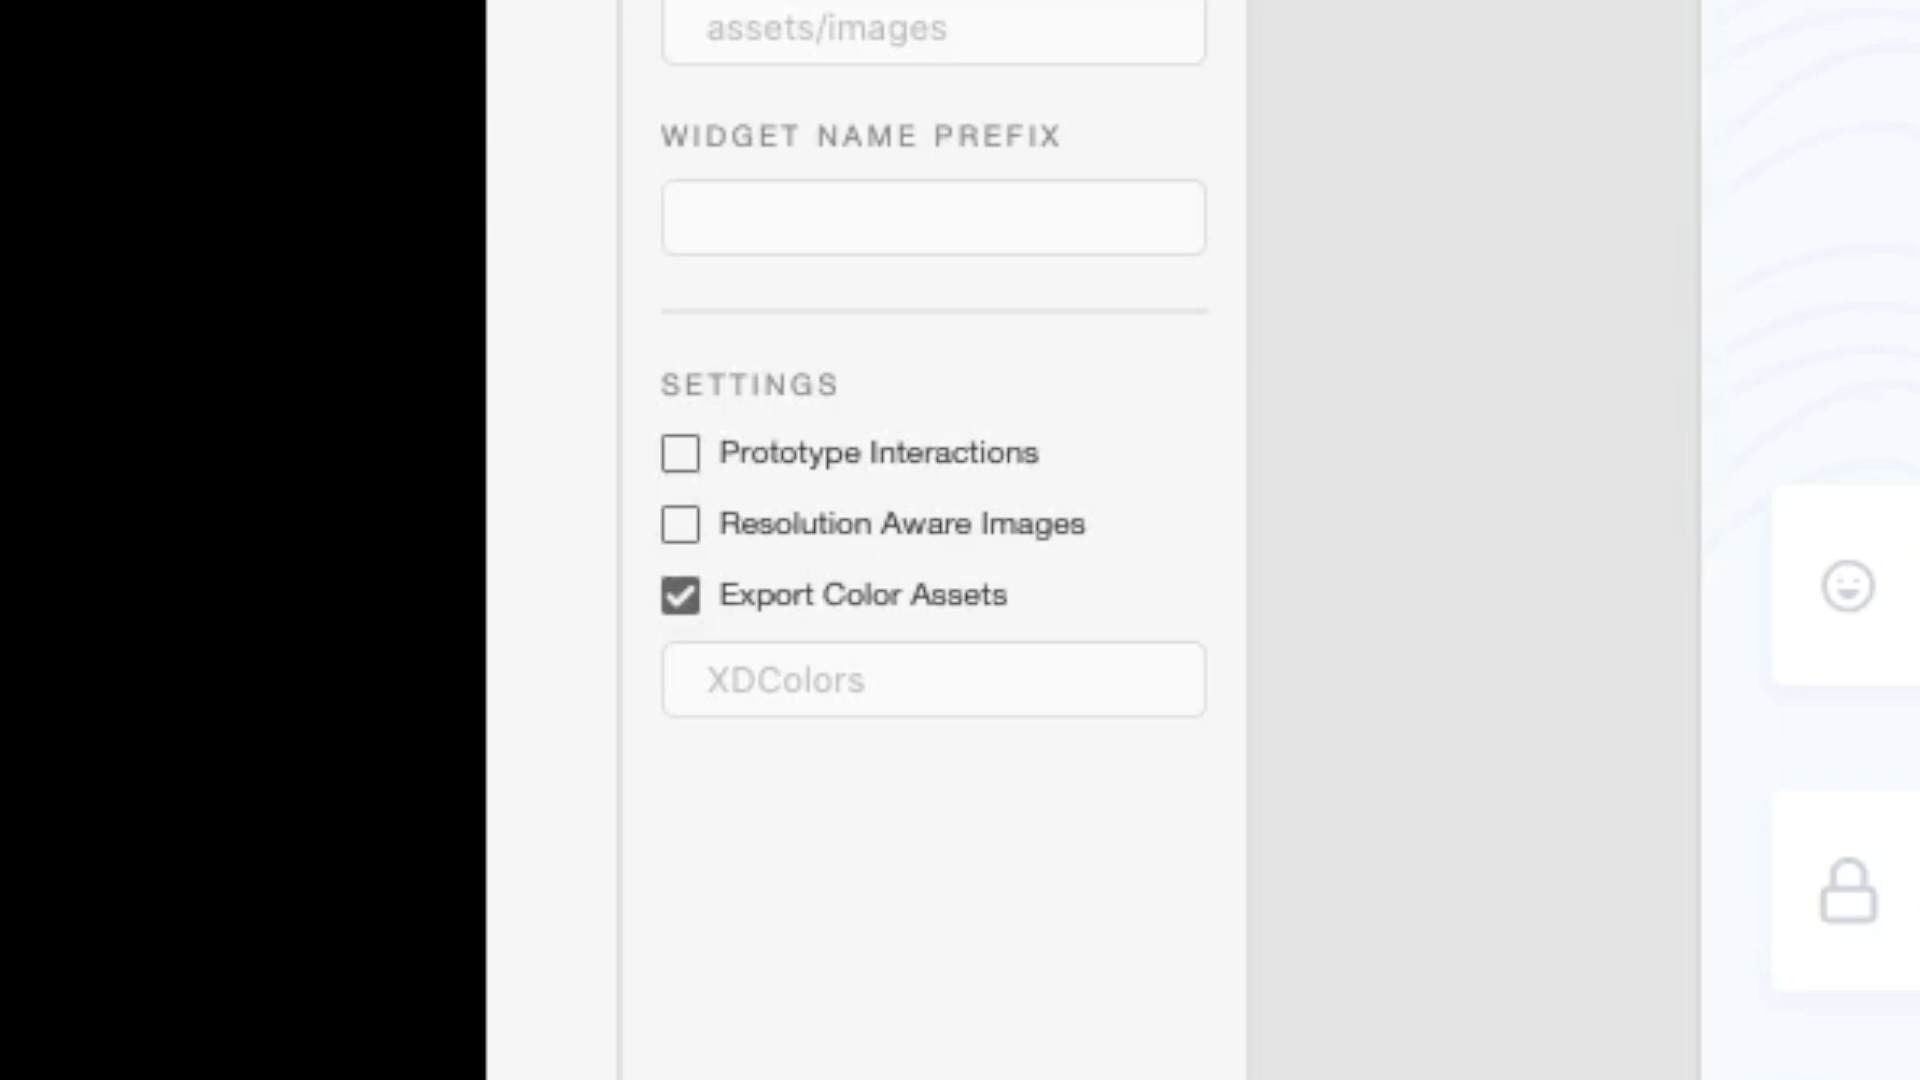 assets/images
WIDGET NAME PREFIX
SETTINGS
Prototype Interactions
Resolution Aware Images
Export Color Assets
XDColors